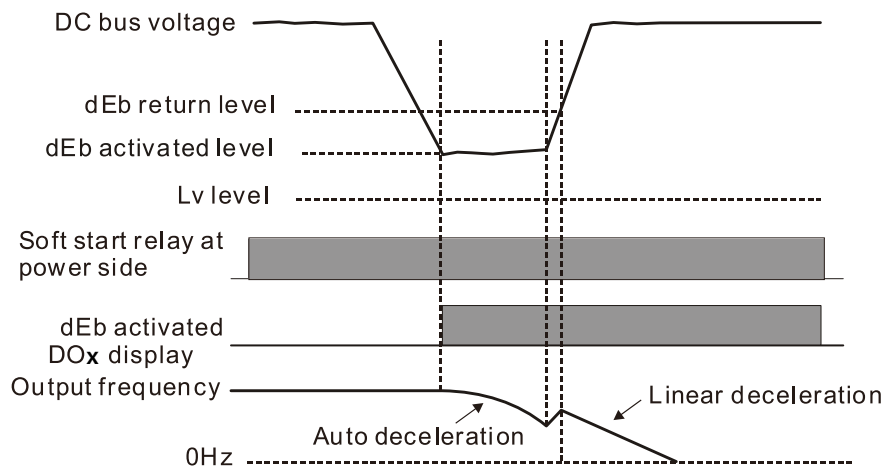 DC bus voltage
dEb return level
dEb activated level
Lv level
Soft start relay at
power side
dEb activated
DOx display
Output frequency
Linear deceleration
Auto deceleration
0Hz